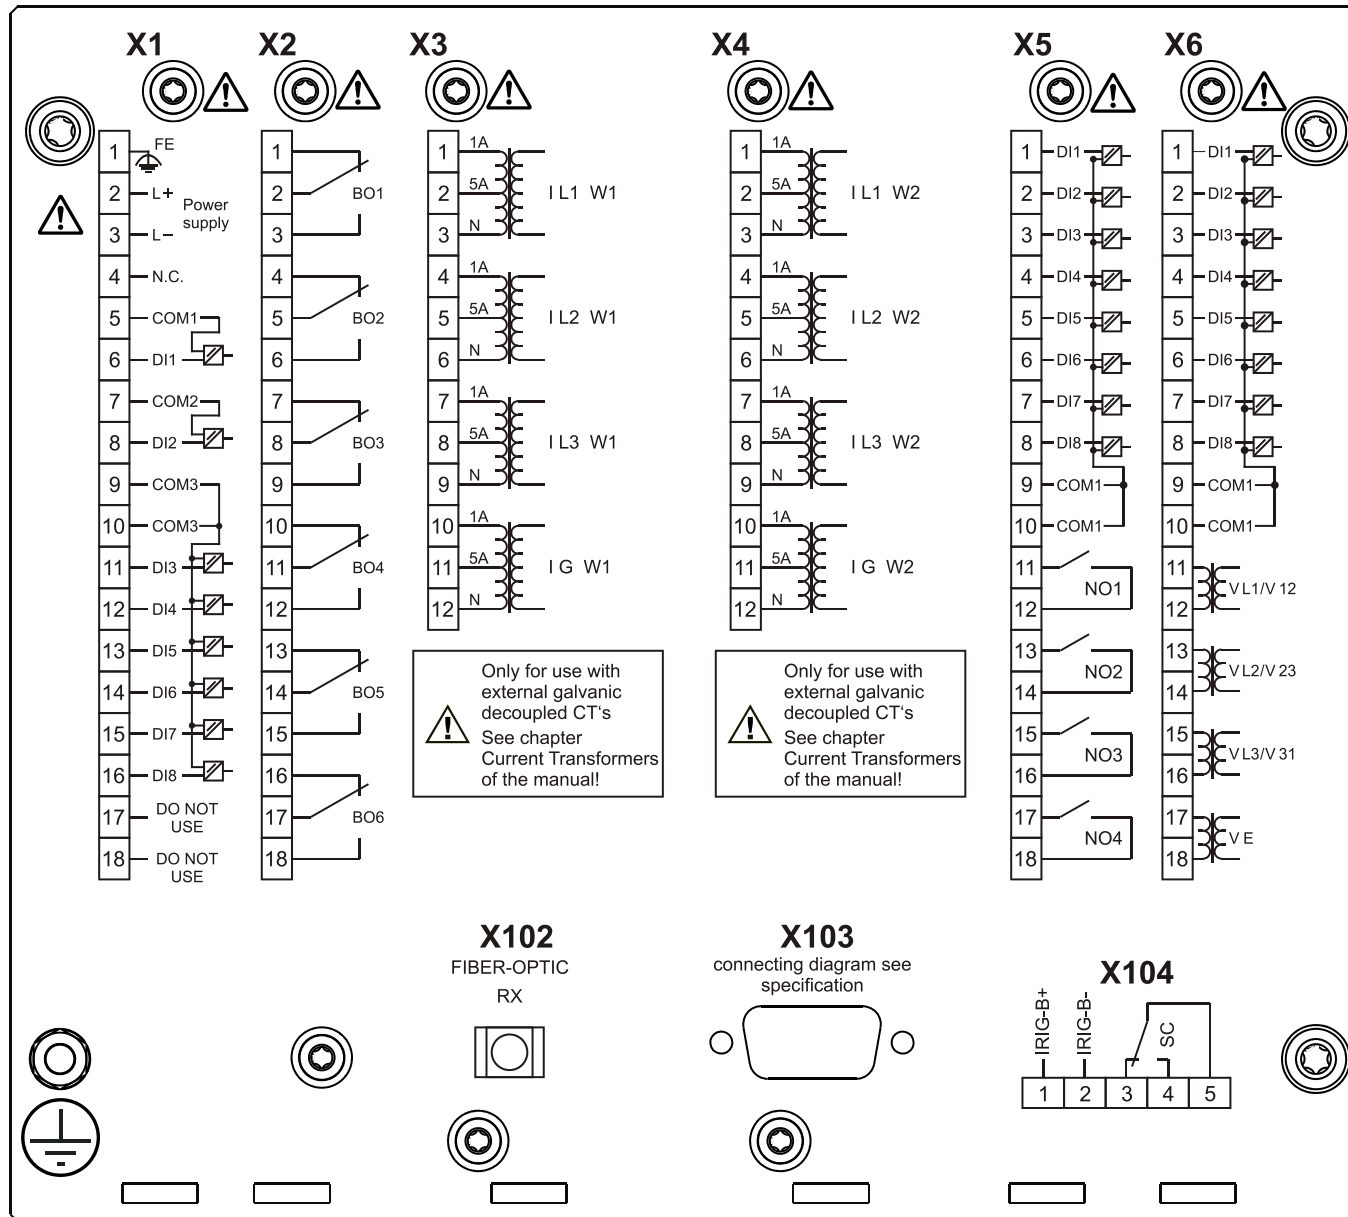 X1
X2
X3
X4
X5
X6
1 FE
2 L+
Power
supply
3 L−
4 N.C.
5 COM1
6 DI1
7 COM2
8 DI2
9 COM3
10 COM3
11 DI3
12 DI4
13 DI5
14 DI6
15 DI7
16 DI8
17 DO NOT
USE
18 DO NOT
USE
1
2 BO1
3
4
5 BO2
6
7
8 BO3
9
10
11 BO4
12
13
14 BO5
15
16
17 BO6
18
1 1A
2 5A I L1 W1
3 N
4 1A
5 5A I L2 W1
6 N
7 1A
8 5A I L3 W1
9 N
10 1A
11 5A I G W1
12 N
Only for use with
external galvanic
decoupled CT‘s
See chapter
Current Transformers
of the manual!
1 1A
2 5A I L1 W2
3 N
4 1A
5 5A I L2 W2
6 N
7 1A
8 5A I L3 W2
9 N
10 1A
11 5A I G W2
12 N
Only for use with
external galvanic
decoupled CT‘s
See chapter
Current Transformers
of the manual!
1 DI1
2 DI2
3 DI3
4 DI4
5 DI5
6 DI6
7 DI7
8 DI8
9 COM1
10 COM1
11
NO1
12
13
NO2
14
15
NO3
16
17
NO4
18
1 DI1
2 DI2
3 DI3
4 DI4
5 DI5
6 DI6
7 DI7
8 DI8
9 COM1
10 COM1
11
V L1/V 12
12
13
V L2/V 23
14
15
V L3/V 31
16
17
V E
18
X102
FIBER-OPTIC
RX
X103
connecting diagram see
specification
X104
IRIG-B+
IRIG-B-
SC
1 2 3 4 5